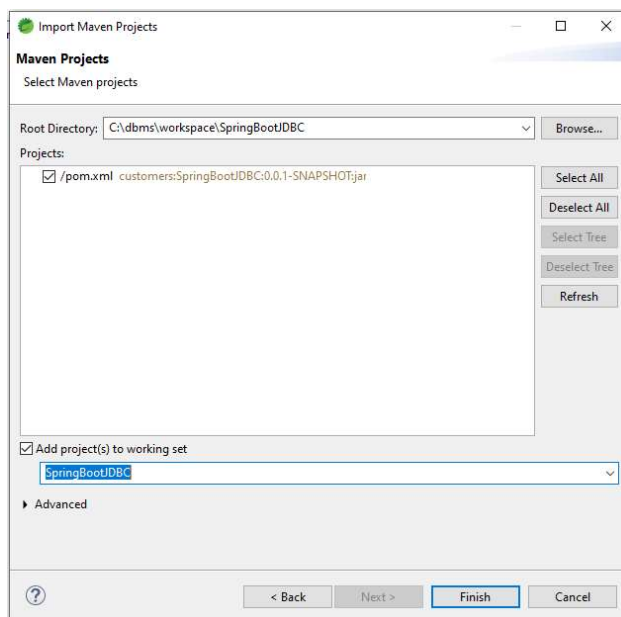 Import Maven Projects
Maven Projects
Select Maven projects
Root Directory: C:\dbms\workspace\SpringBootJDBC Browse...
Projects:
/pom.xml customers:SpringBootJDBC:0.0.1-SNAPSHOT:jar
Select All
Deselect All
Select Tree
Deselect Tree
Refresh
Add project(s) to working set
SpringBootJDBC
Advanced
? < Back Next > Finish Cancel